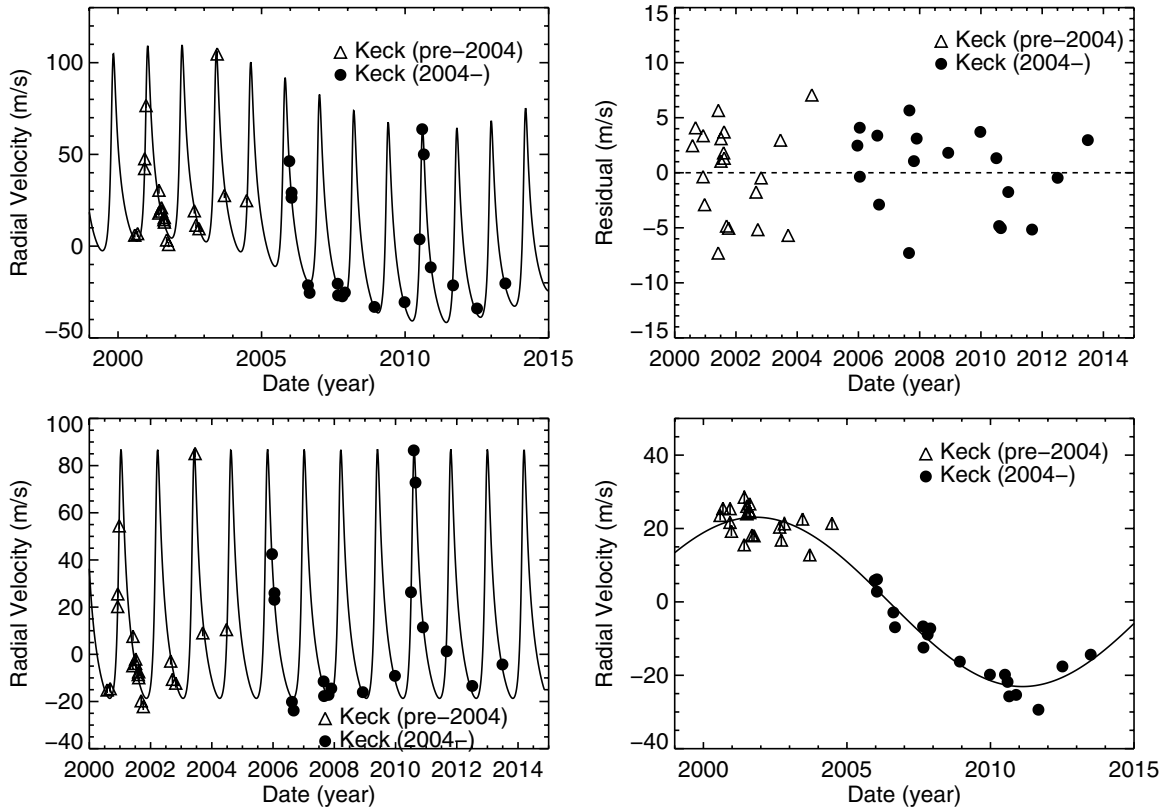 Radial Velocity (m/s)
100
50
0
−50
△ Keck (pre−2004)
● Keck (2004−)
2000 2005 2010 2015
Date (year)
Residual (m/s)
15
10
5
0
−5
−10
−15
△ Keck (pre−2004)
● Keck (2004−)
2000 2002 2004 2006 2008 2010 2012 2014
Date (year)
Radial Velocity (m/s)
100
80
60
40
20
0
−20
−40
△ Keck (pre−2004)
● Keck (2004−)
2000 2002 2004 2006 2008 2010 2012 2014
Date (year)
Radial Velocity (m/s)
40
20
0
−20
−40
△ Keck (pre−2004)
● Keck (2004−)
2000 2005 2010 2015
Date (year)